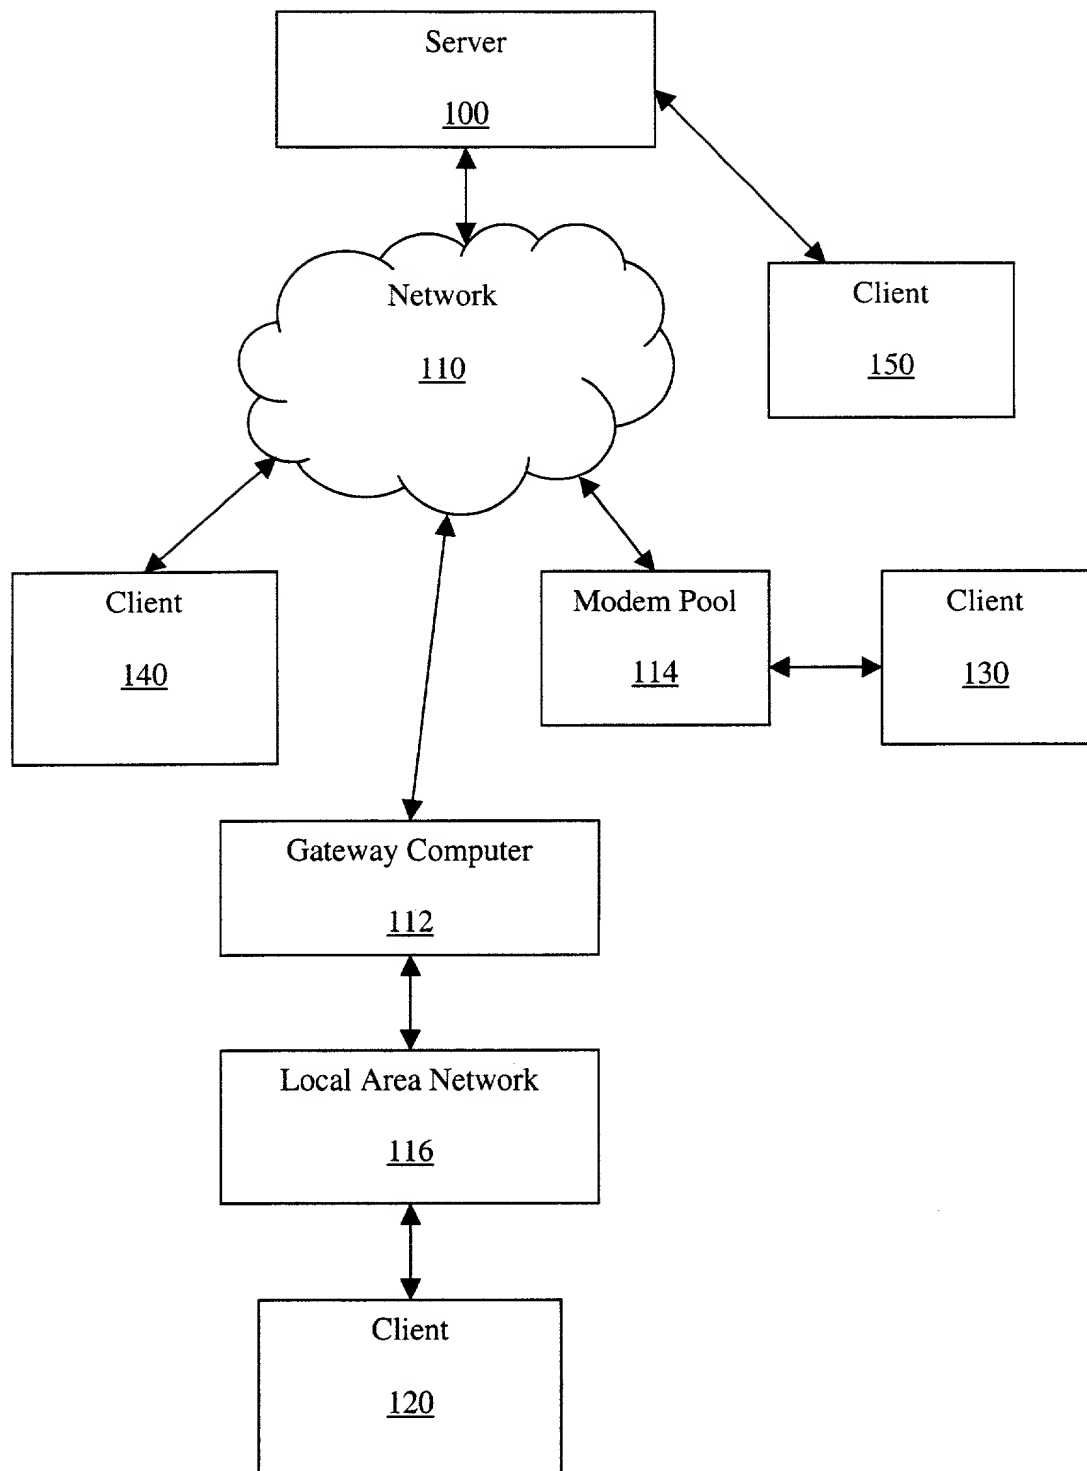 Server
100
Network
110
Client
150
Client
140
Modem Pool
114
Client
130
Gateway Computer
112
Local Area Network
116
Client
120